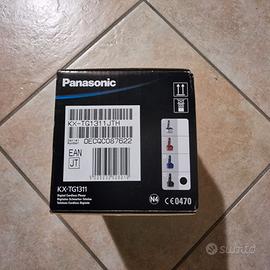 Panasonic
KX-TG1311JTH
0ECQC087622
EAN
JT
KX-TG1311
Digital Cordless Phone
Digitales Schnurlos-Telefon
Telefono Cordless Digitale
N4
CE0470
subito